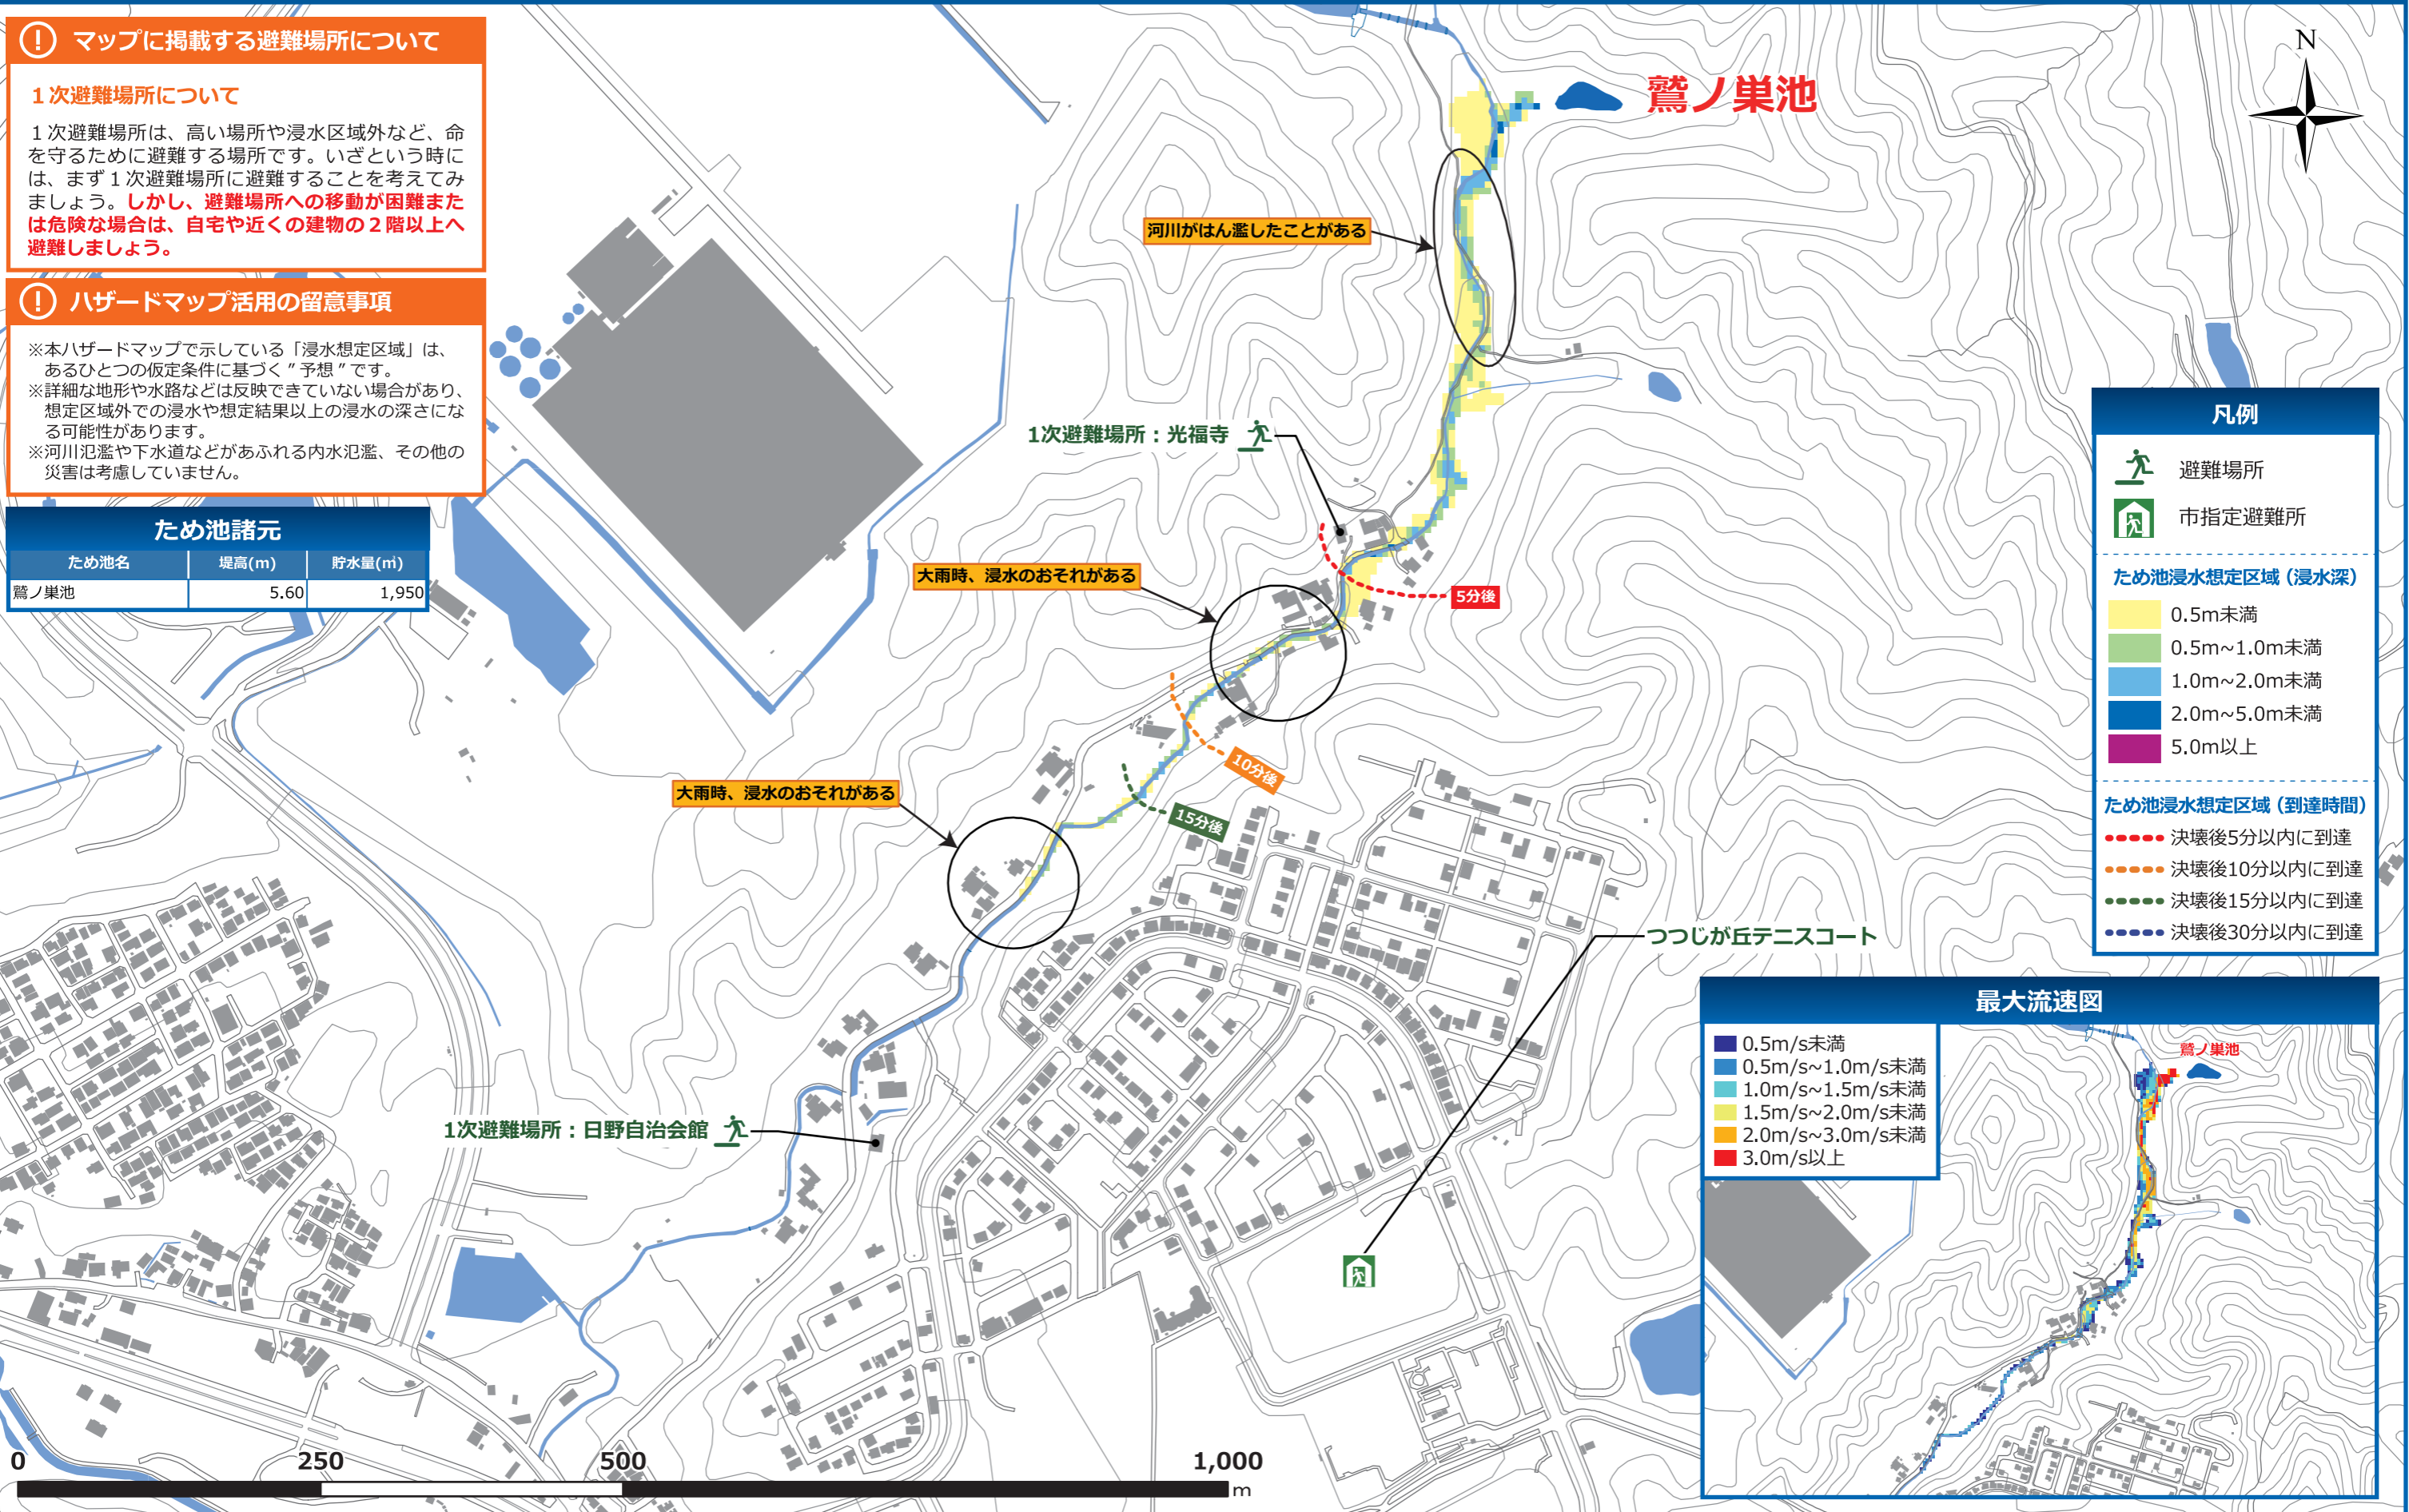 マップに掲載する避難場所について
1次避難場所について
1次避難場所は、高い場所や浸水区域外など、命
を守るために避難する場所です。いざという時に
は、まず1次避難場所に避難することを考えてみ
ましょう。しかし、避難場所への移動が困難また
は危険な場合は、自宅や近くの建物の2階以上へ
避難しましょう。
ハザードマップ活用の留意事項
※本ハザードマップで示している「浸水想定区域」は、
あるひとつの仮定条件に基づく"予想"です。
※詳細な地形や水路などは反映できていない場合があり、
想定区域外での浸水や想定結果以上の浸水の深さにな
る可能性があります。
※河川氾濫や下水道などがあふれる内水氾濫、その他の
災害は考慮していません。
ため池諸元
ため池名 堤高(m) 貯水量(㎥)
鷲ノ巣池 5.60 1,950
鷲ノ巣池
N
河川がはん濫したことがある
1次避難場所:光福寺
大雨時、浸水のおそれがある
5分後
10分後
大雨時、浸水のおそれがある
15分後
つつじが丘テニスコート
1次避難場所:日野自治会館
凡例
避難場所
市指定避難所
ため池浸水想定区域(浸水深)
0.5m未満
0.5m~1.0m未満
1.0m~2.0m未満
2.0m~5.0m未満
5.0m以上
ため池浸水想定区域(到達時間)
決壊後5分以内に到達
決壊後10分以内に到達
決壊後15分以内に到達
決壊後30分以内に到達
最大流速図
0.5m/s未満
0.5m/s~1.0m/s未満
1.0m/s~1.5m/s未満
1.5m/s~2.0m/s未満
2.0m/s~3.0m/s未満
3.0m/s以上
鷲ノ巣池
0 250 500 1,000
m